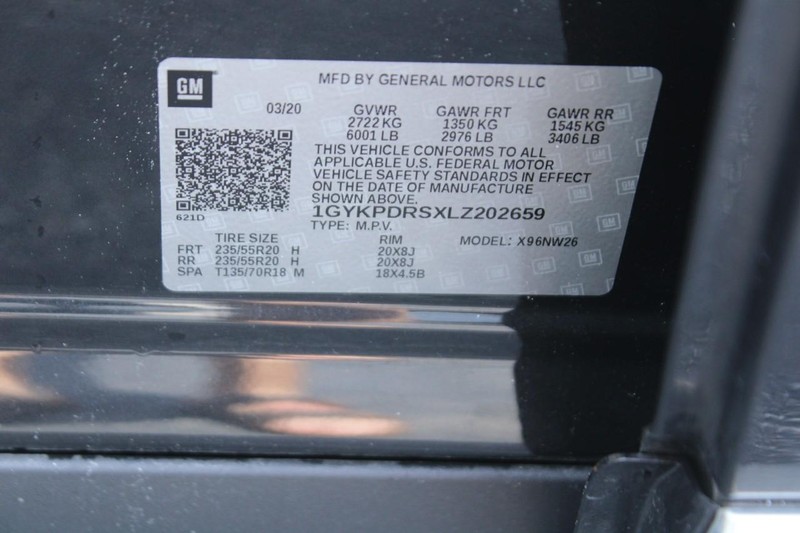 GM
MFD BY GENERAL MOTORS LLC
03/20 GVWR GAWR FRT GAWR RR
2722 KG 1350 KG 1545 KG
6001 LB 2976 LB 3406 LB
THIS VEHICLE CONFORMS TO ALL
APPLICABLE U.S. FEDERAL MOTOR
VEHICLE SAFETY STANDARDS IN EFFECT
ON THE DATE OF MANUFACTURE
SHOWN ABOVE.
621D
1GYKPDRSXLZ202659
TYPE: M.P.V.
TIRE SIZE RIM MODEL: X96NW26
FRT 235/55R20 H 20X8J
RR 235/55R20 H 20X8J
SPA T135/70R18 M 18X4.5B